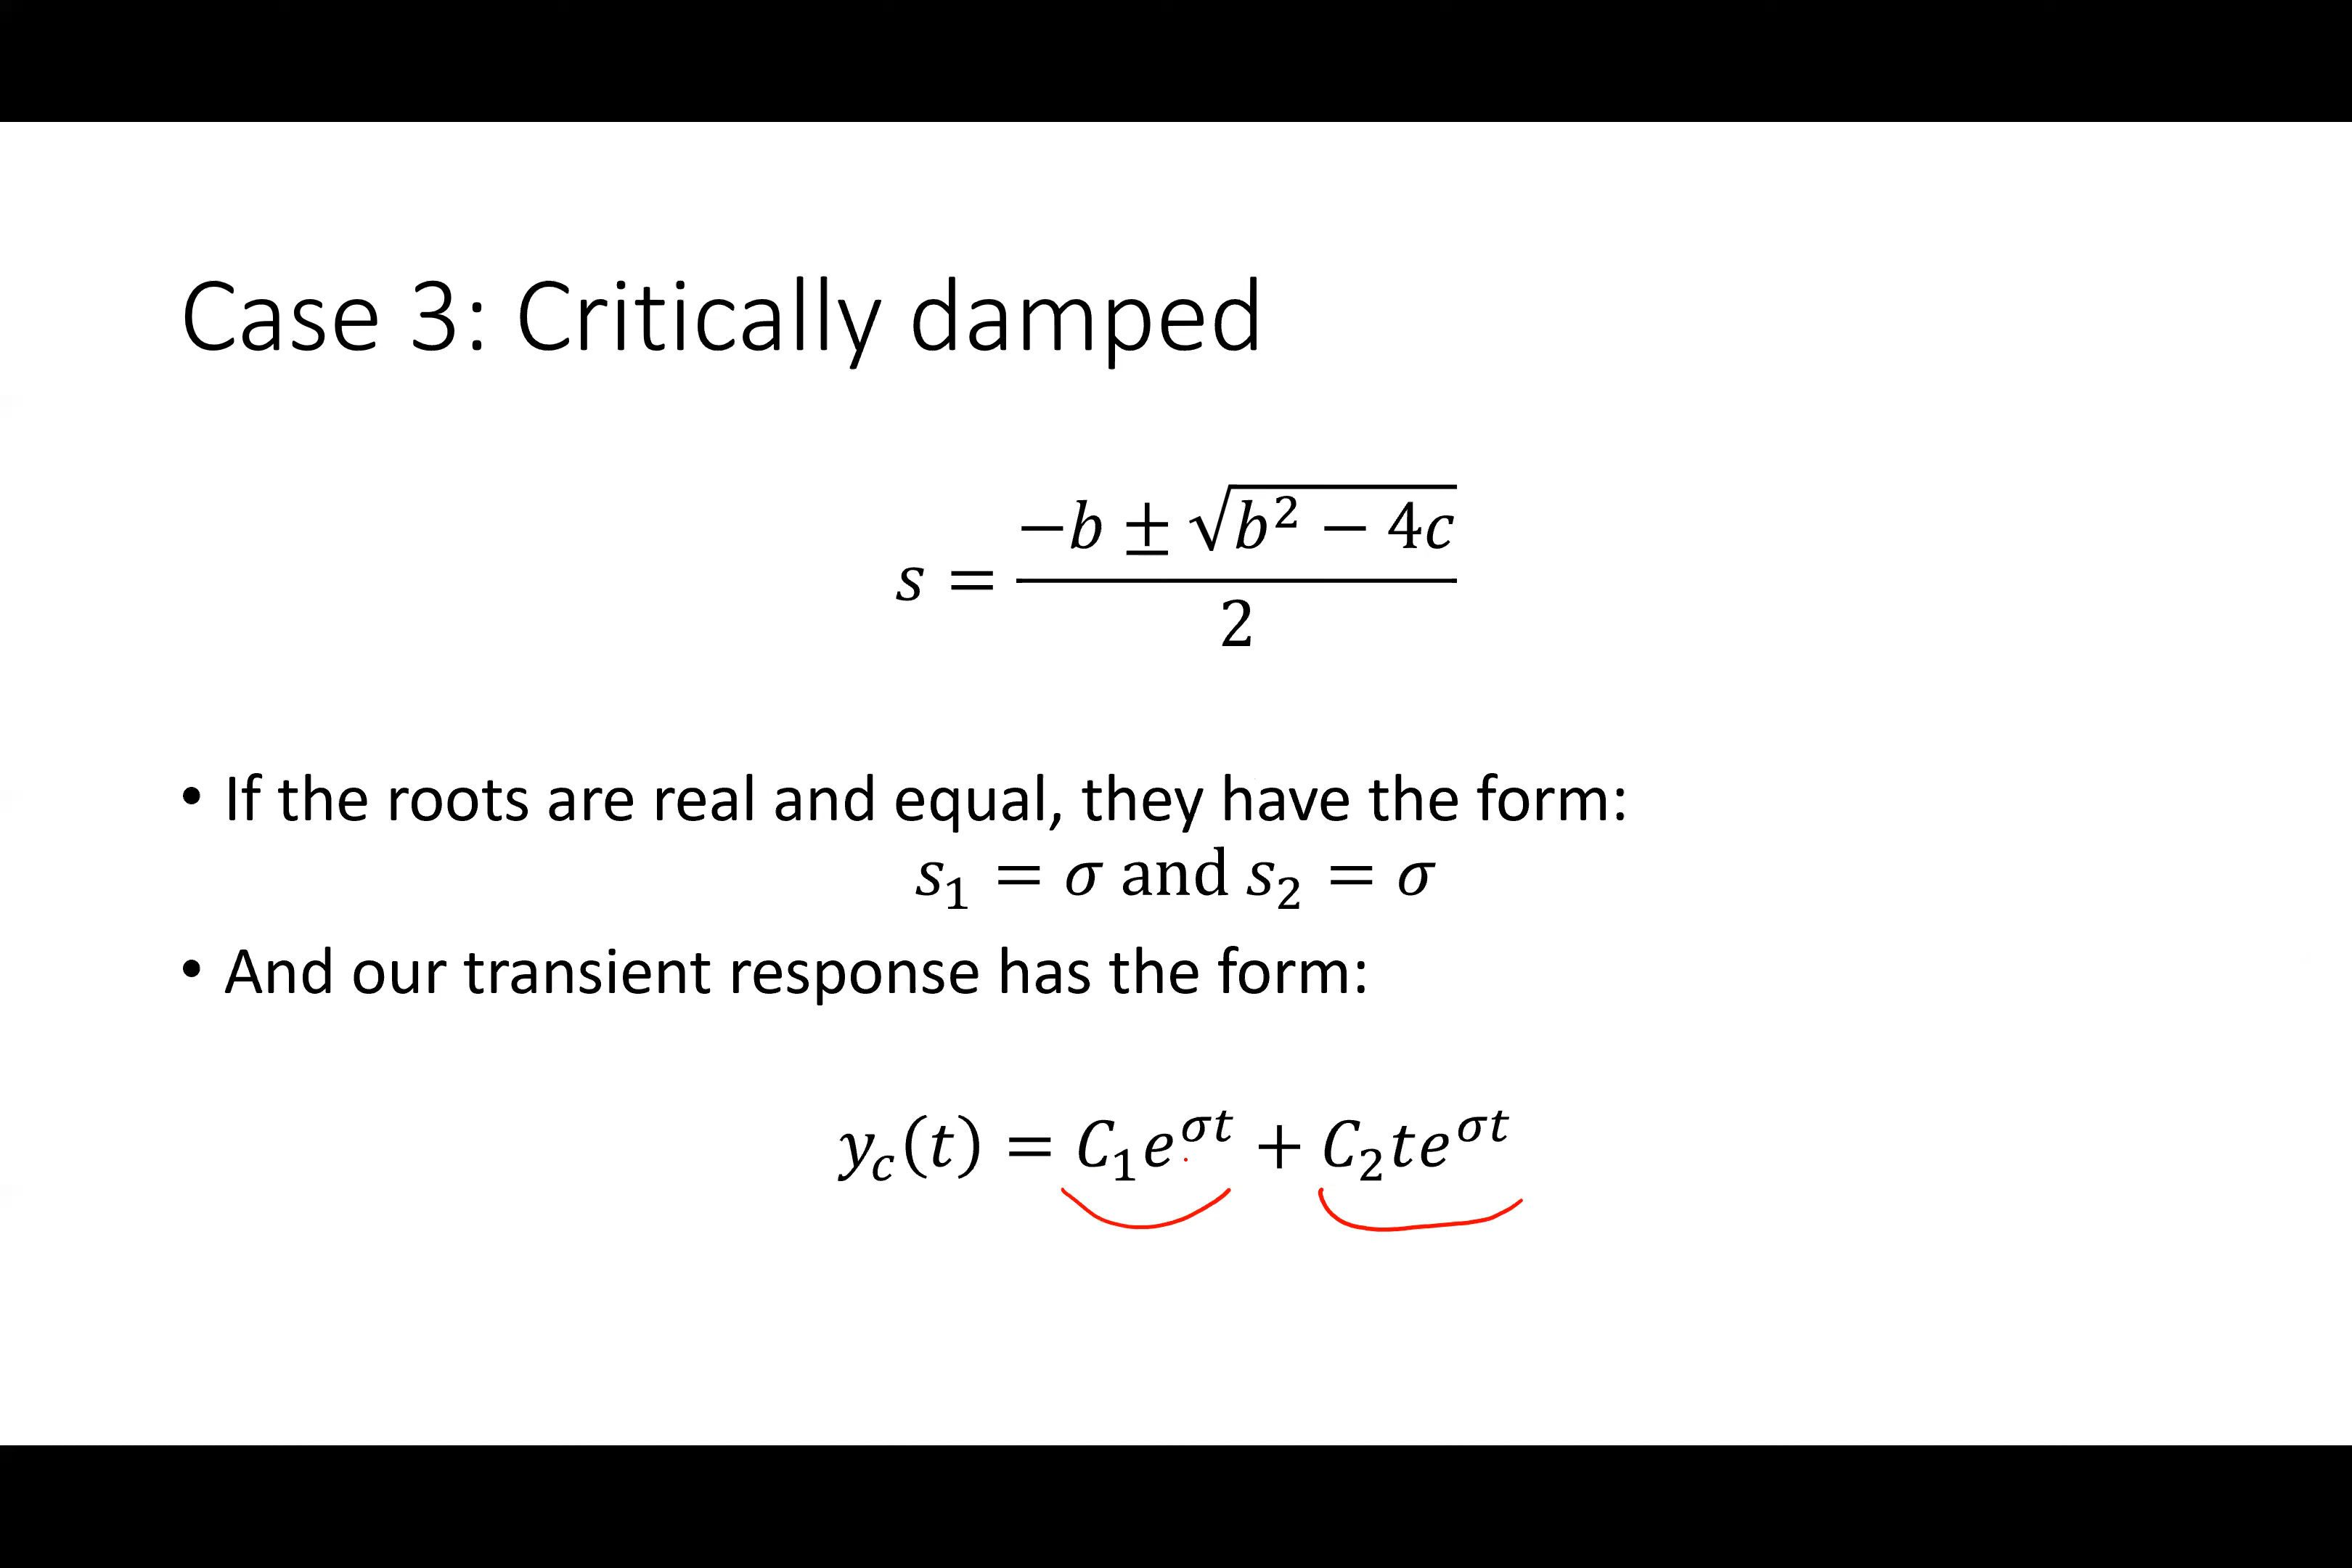 Case 3: Critically damped
s = (−b ± √(b² − 4c)) / 2
• If the roots are real and equal, they have the form:
s₁ = σ and s₂ = σ
• And our transient response has the form:
y_c(t) = C₁e^{σt} + C₂te^{σt}